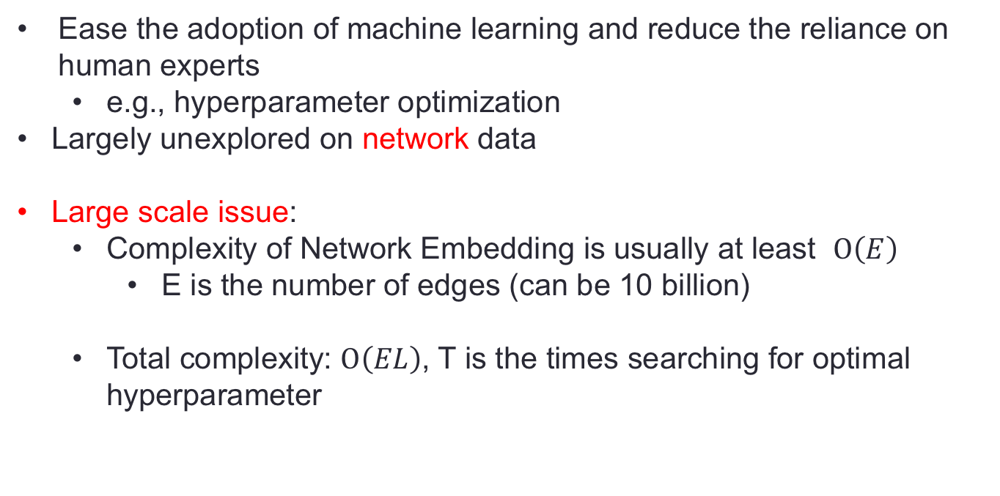 • Ease the adoption of machine learning and reduce the reliance on
human experts
• e.g., hyperparameter optimization
• Largely unexplored on network data
• Large scale issue:
• Complexity of Network Embedding is usually at least O(E)
• E is the number of edges (can be 10 billion)
• Total complexity: O(EL), T is the times searching for optimal
hyperparameter